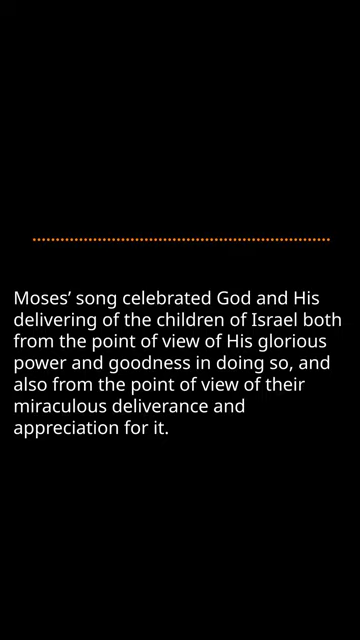 Moses’ song celebrated God and His
delivering of the children of Israel both
from the point of view of His glorious
power and goodness in doing so, and
also from the point of view of their
miraculous deliverance and
appreciation for it.